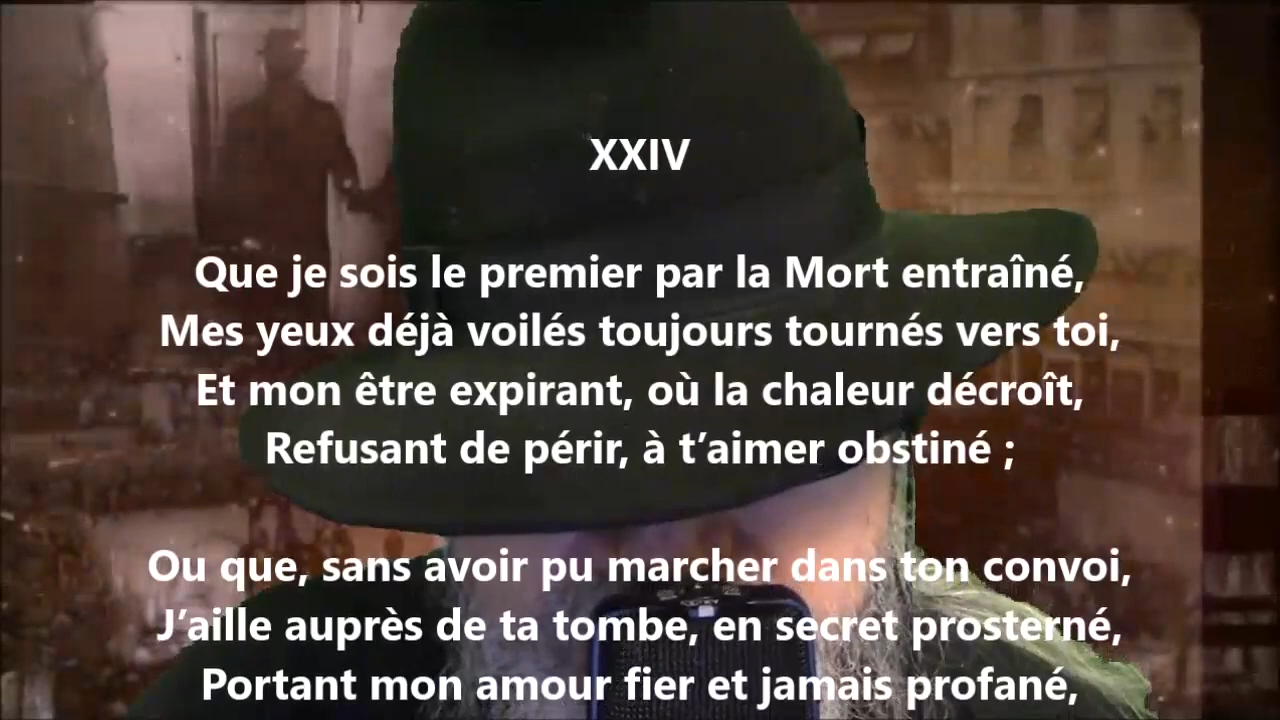 XXIV
Que je sois le premier par la Mort entraîné,
Mes yeux déjà voilés toujours tournés vers toi,
Et mon être expirant, où la chaleur décroît,
Refusant de périr, à t’aimer obstiné ;
Ou que, sans avoir pu marcher dans ton convoi,
J’aille auprès de ta tombe, en secret prosterné,
Portant mon amour fier et jamais profané,